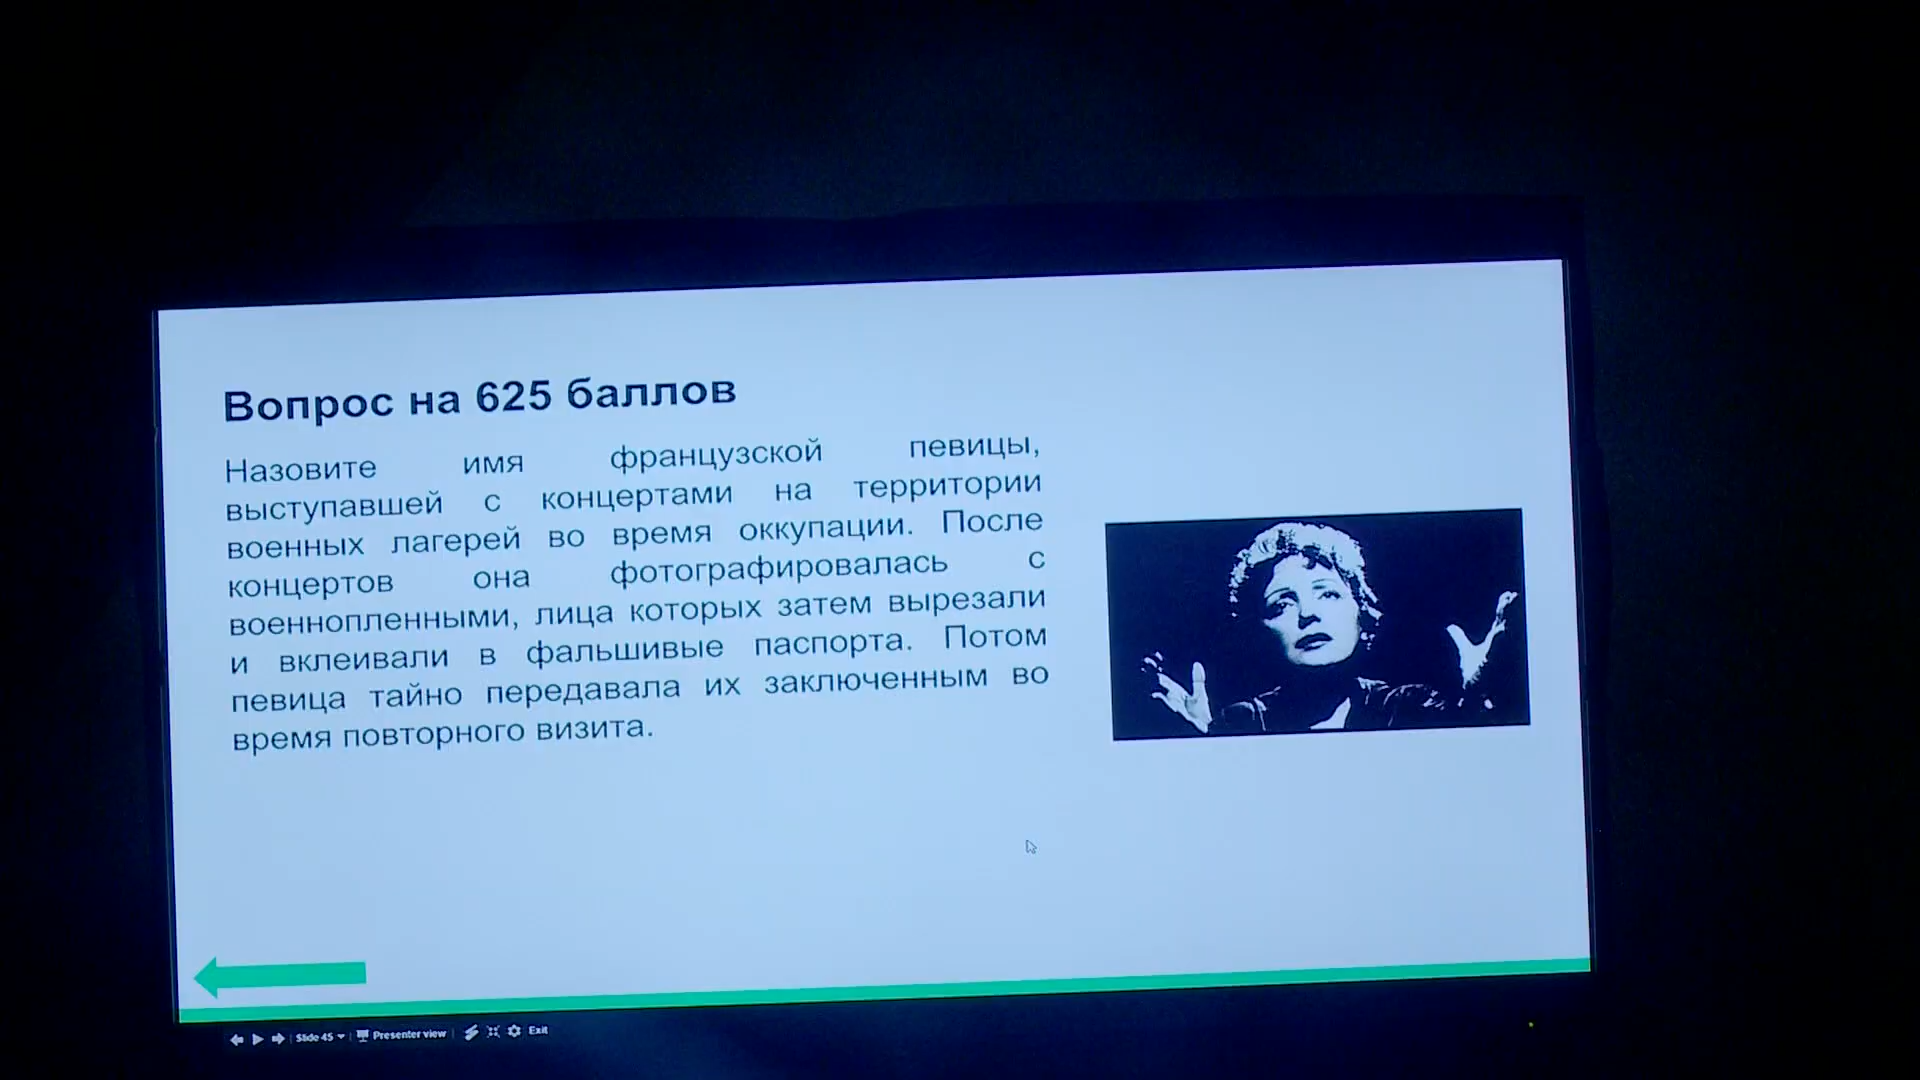 Вопрос на 625 баллов
Назовите имя французской певицы,
выступавшей с концертами на территории
военных лагерей во время оккупации. После
концертов она фотографировалась с
военнопленными, лица которых затем вырезали
и вклеивали в фальшивые паспорта. Потом
певица тайно передавала их заключенным во
время повторного визита.
Slide 45 Presenter view Exit